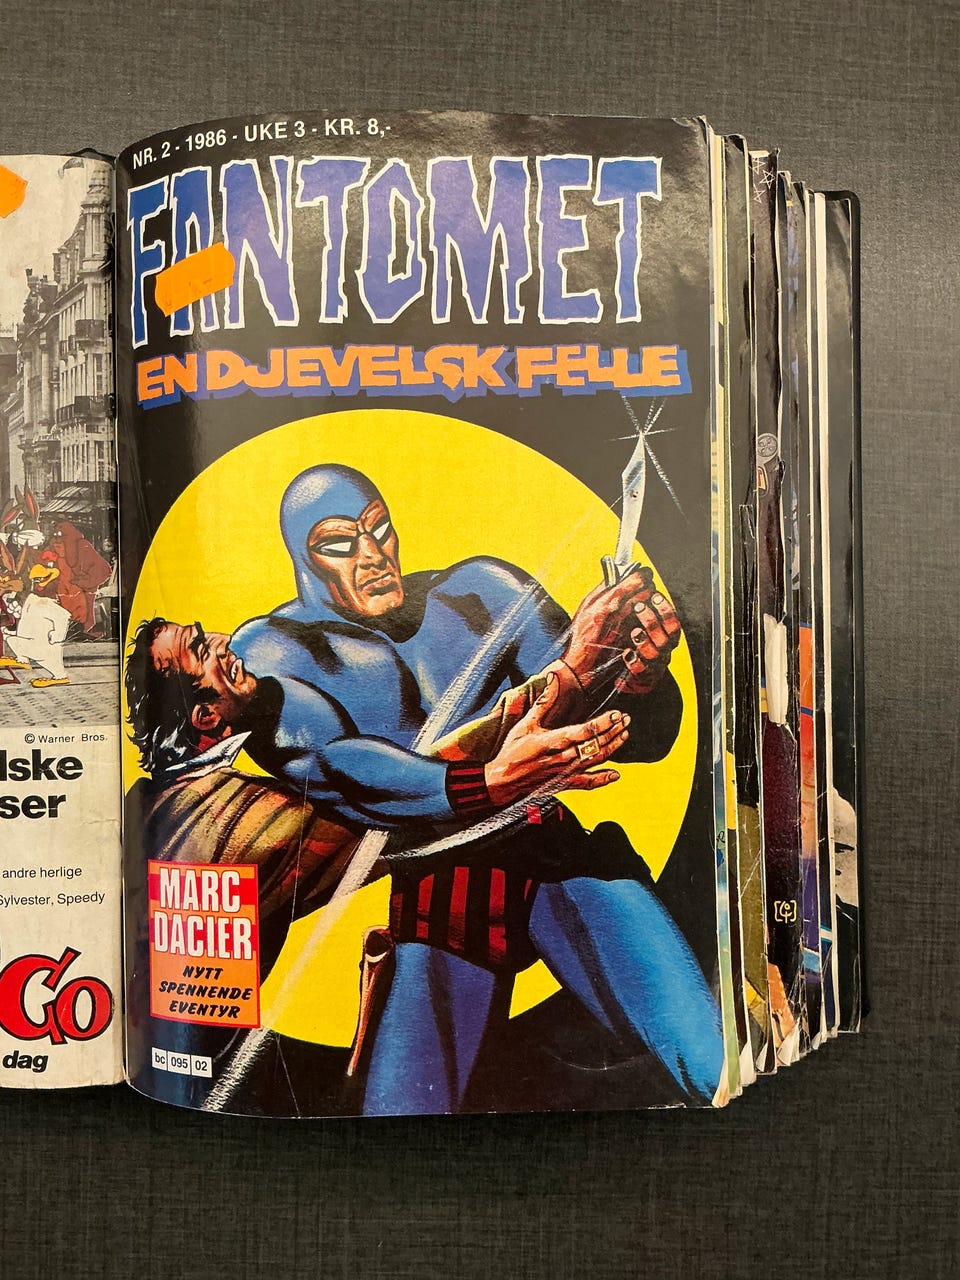 NR. 2 - 1986 - UKE 3 - KR. 8,-
FANTOMET
EN DJEVELSK FELLE
MARC
DACIER
NYTT
SPENNENDE
EVENTYR
bc 095 02
© Warner Bros.
lske
ser
andre herlige
Sylvester, Speedy
Go
dag